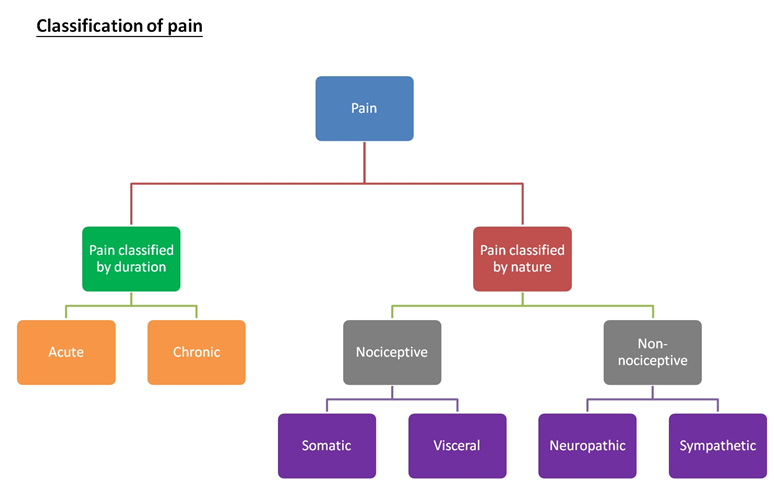 Classification of pain
Pain
Pain classified
by duration
Pain classified
by nature
Acute
Chronic
Nociceptive
Non-
nociceptive
Somatic
Visceral
Neuropathic
Sympathetic